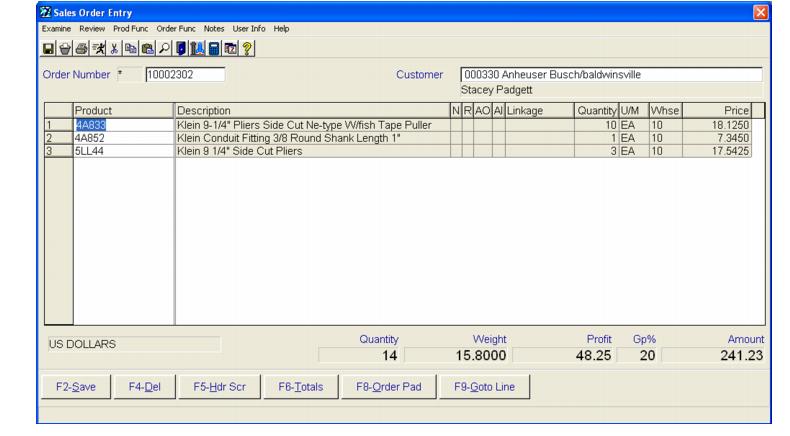 Sales Order Entry
Examine Review Prod Func Order Func Notes User Info Help
Order Number * 10002302 Customer 000330 Anheuser Busch/baldwinsville
Stacey Padgett
Product Description N R AO AI Linkage Quantity U/M Whse Price
1 4A833 Klein 9-1/4" Pliers Side Cut Ne-type W/fish Tape Puller 10 EA 10 18.1250
2 4A852 Klein Conduit Fitting 3/8 Round Shank Length 1" 1 EA 10 7.3450
3 5LL44 Klein 9 1/4" Side Cut Pliers 3 EA 10 17.5425
US DOLLARS Quantity Weight Profit Gp% Amount
14 15.8000 48.25 20 241.23
F2-Save F4-Del F5-Hdr Scr F6-Totals F8-Order Pad F9-Goto Line